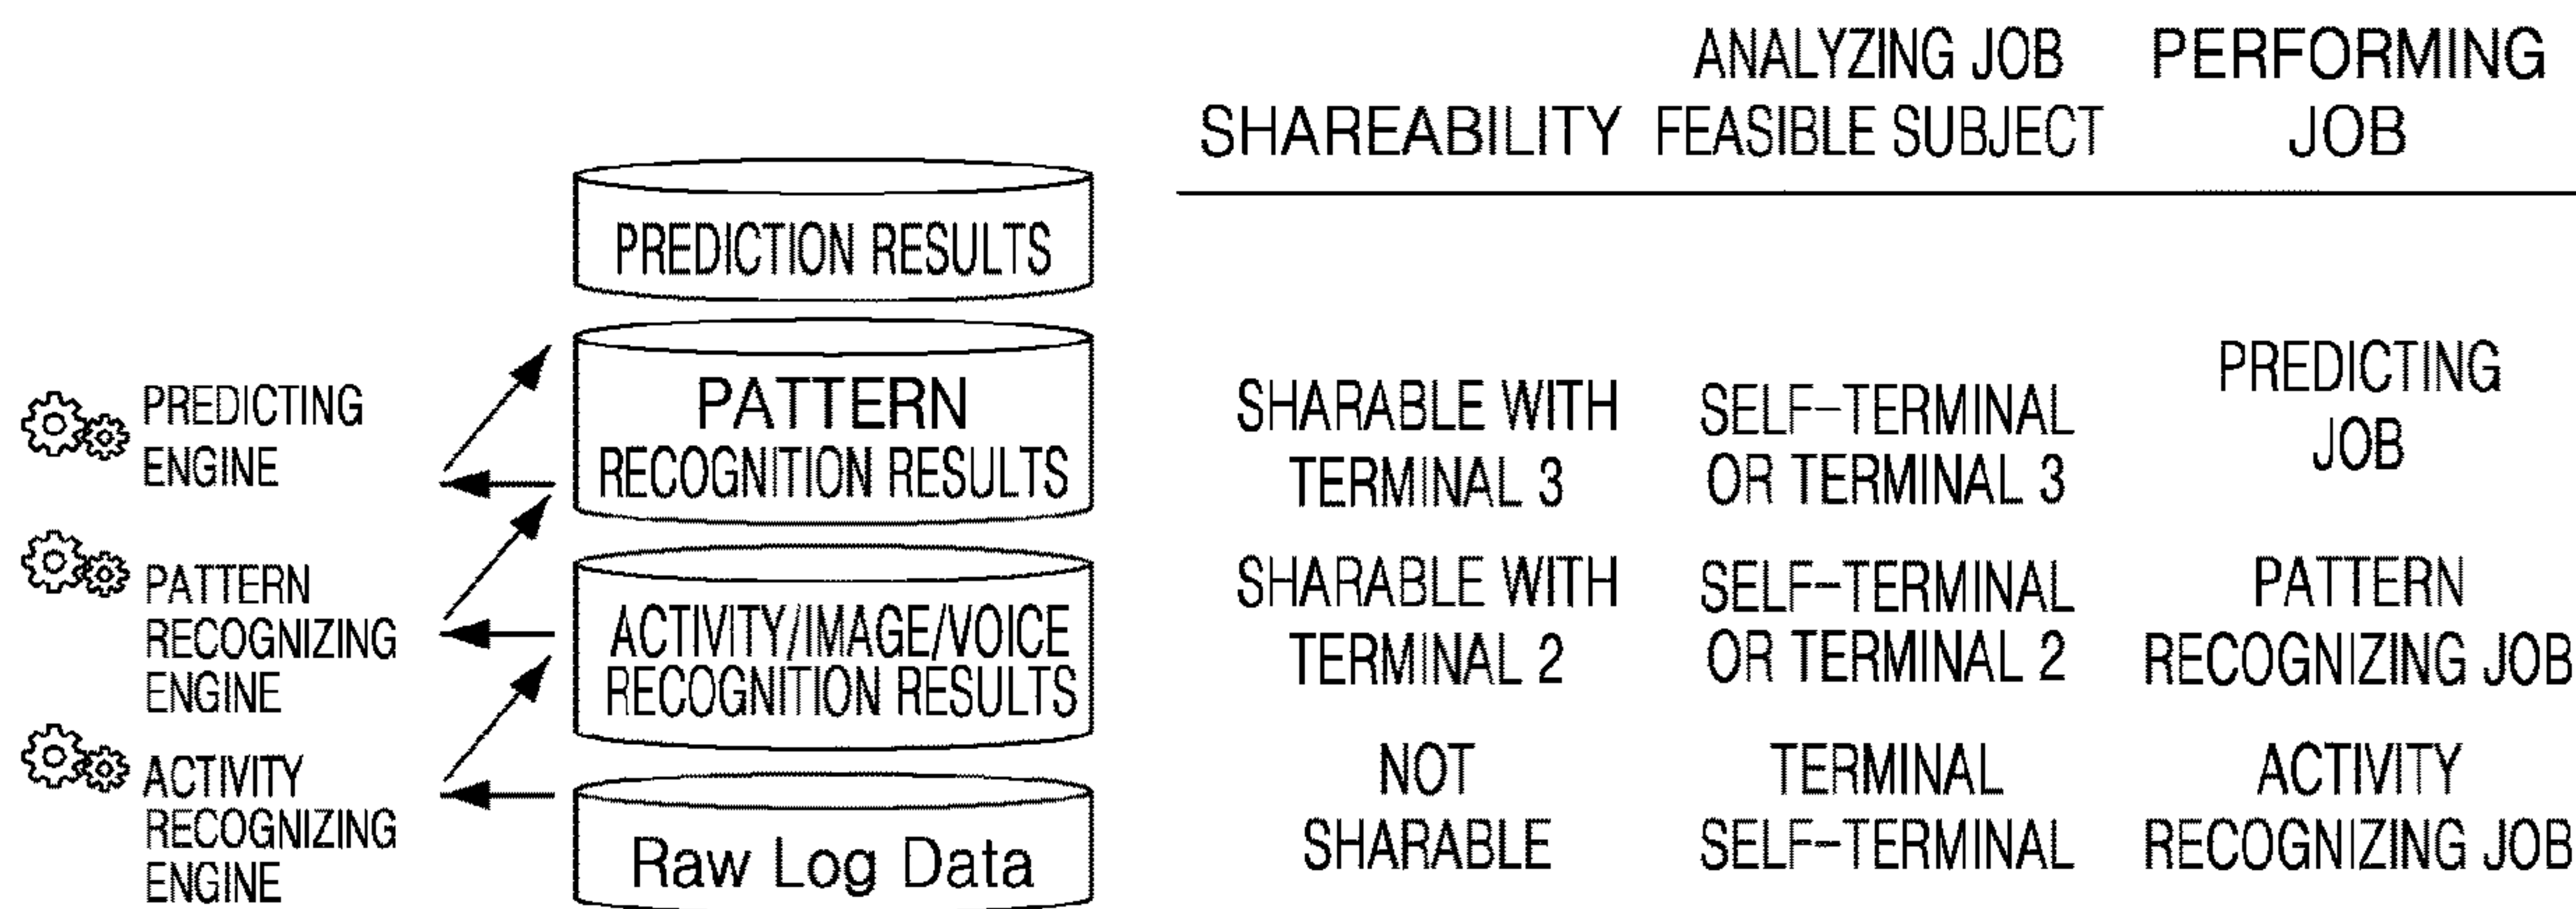 ANALYZING JOB PERFORMING
SHAREABILITY FEASIBLE SUBJECT JOB
PREDICTION RESULTS
PREDICTING
ENGINE
PATTERN
RECOGNITION RESULTS
SHARABLE WITH
TERMINAL 3
SELF-TERMINAL
OR TERMINAL 3
PREDICTING
JOB
PATTERN
RECOGNIZING
ENGINE
ACTIVITY/IMAGE/VOICE
RECOGNITION RESULTS
SHARABLE WITH
TERMINAL 2
SELF-TERMINAL
OR TERMINAL 2
PATTERN
RECOGNIZING JOB
ACTIVITY
RECOGNIZING
ENGINE
Raw Log Data
NOT
SHARABLE
TERMINAL
SELF-TERMINAL
ACTIVITY
RECOGNIZING JOB